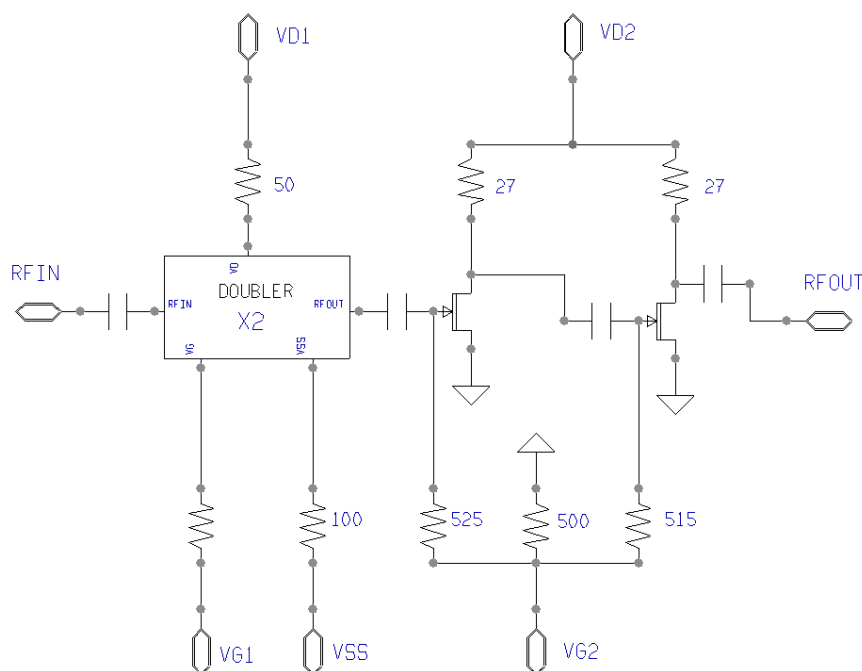 VD1
VD2
50
27
27
RFIN
VD
DOUBLER
RFIN
RFOUT
X2
VG
VSS
RFOUT
100
525
500
515
VG1
VSS
VG2